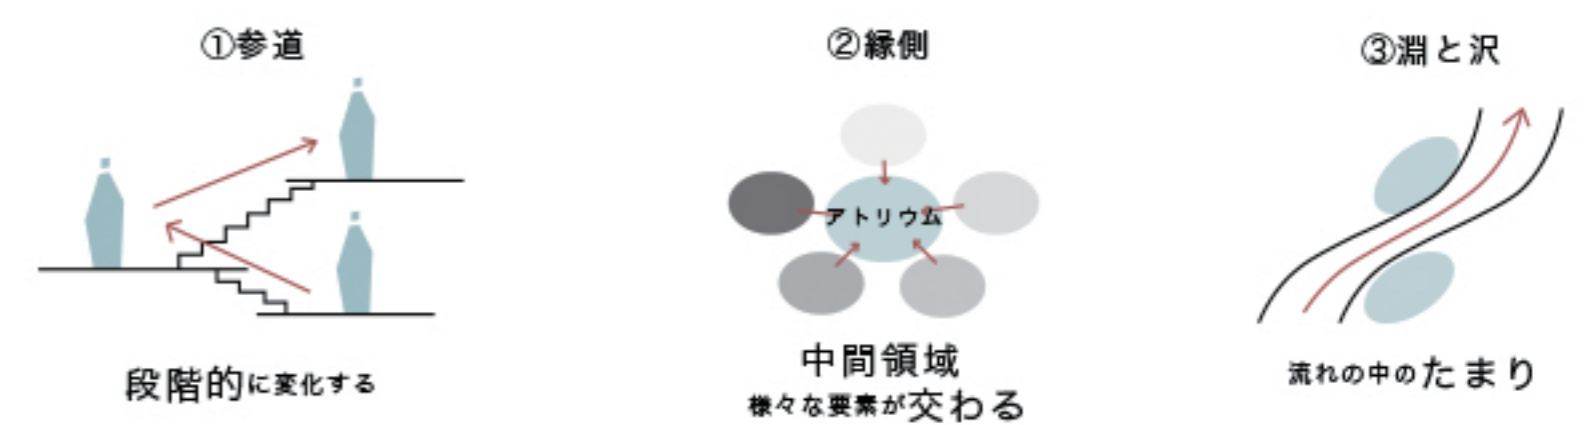 ①参道
段階的に変化する
②縁側
アトリウム
中間領域
様々な要素が交わる
③淵と沢
流れの中のたまり